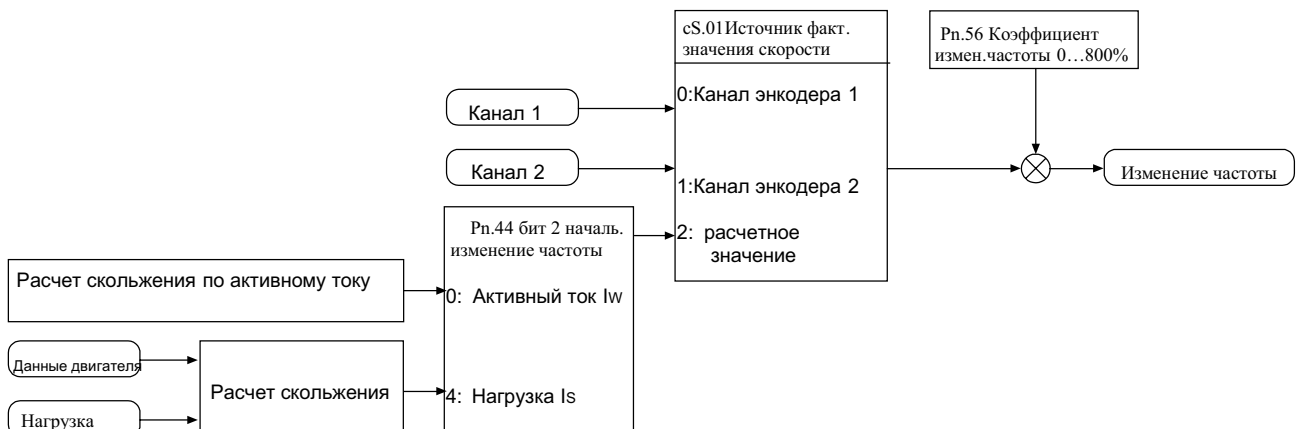 cS.01Источник факт.
значения скорости
Pn.56 Коэффициент
измен.частоты 0…800%
0:Канал энкодера 1
Канал 1
Канал 2
1:Канал энкодера 2
Изменение частоты
Pn.44 бит 2 началь.
изменение частоты
2: расчетное
значение
Расчет скольжения по активному току
0: Активный ток Iw
Данные двигателя
Расчет скольжения
4: Нагрузка Is
Нагрузка